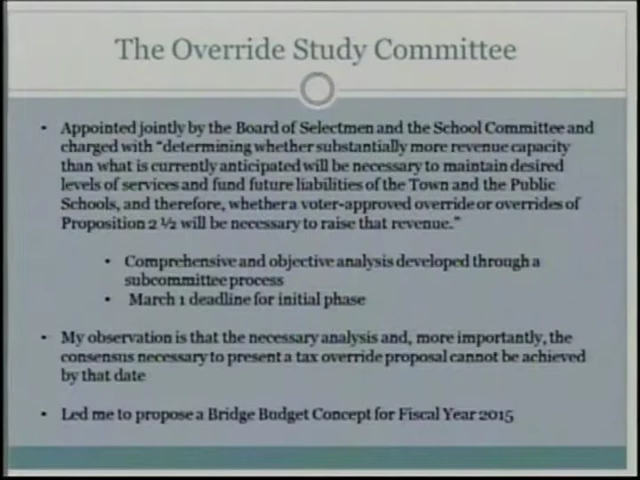 The Override Study Committee
• Appointed jointly by the Board of Selectmen and the School Committee and
charged with "determining whether substantially more revenue capacity
than what is currently anticipated will be necessary to maintain desired
levels of services and fund future liabilities of the Town and the Public
Schools, and therefore, whether a voter-approved override or overrides of
Proposition 2 ½ will be necessary to raise that revenue."
• Comprehensive and objective analysis developed through a
subcommittee process
• March 1 deadline for initial phase
• My observation is that the necessary analysis and, more importantly, the
consensus necessary to present a tax override proposal cannot be achieved
by that date
• Led me to propose a Bridge Budget Concept for Fiscal Year 2015